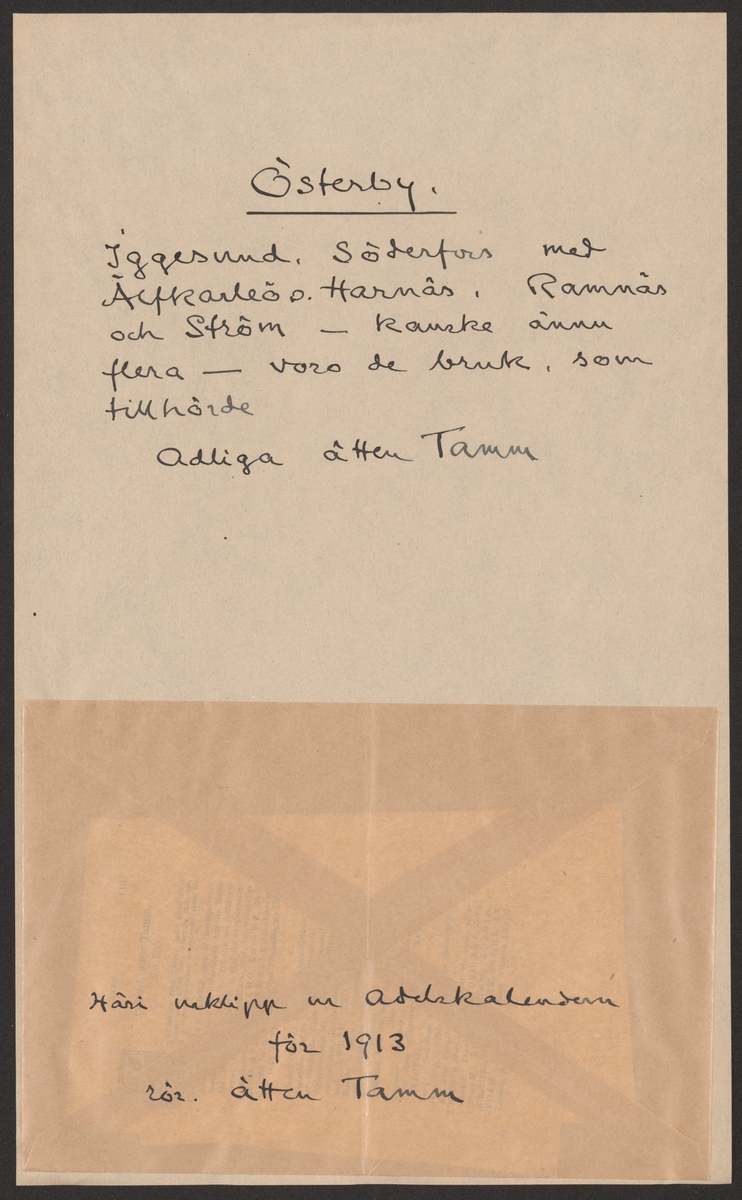 Österby.
Iggesund, Söderfors med
Älfkarleö o. Harnäs, Ramnäs
och Ström — kanske ännu
flera — voro de bruk, som
tillhörde
Adliga ätten Tamm
Häri urklipp ur Adelskalendern
för 1913
rör. ätten Tamm